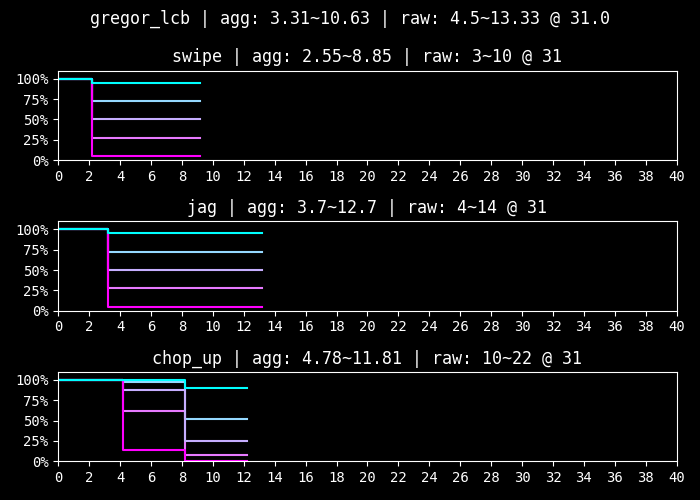 gregor_lcb | agg: 3.31~10.63 | raw: 4.5~13.33 @ 31.0
swipe | agg: 2.55~8.85 | raw: 3~10 @ 31
100%
75%
50%
25%
0%
0 2 4 6 8 10 12 14 16 18 20 22 24 26 28 30 32 34 36 38 40
jag | agg: 3.7~12.7 | raw: 4~14 @ 31
100%
75%
50%
25%
0%
0 2 4 6 8 10 12 14 16 18 20 22 24 26 28 30 32 34 36 38 40
chop_up | agg: 4.78~11.81 | raw: 10~22 @ 31
100%
75%
50%
25%
0%
0 2 4 6 8 10 12 14 16 18 20 22 24 26 28 30 32 34 36 38 40